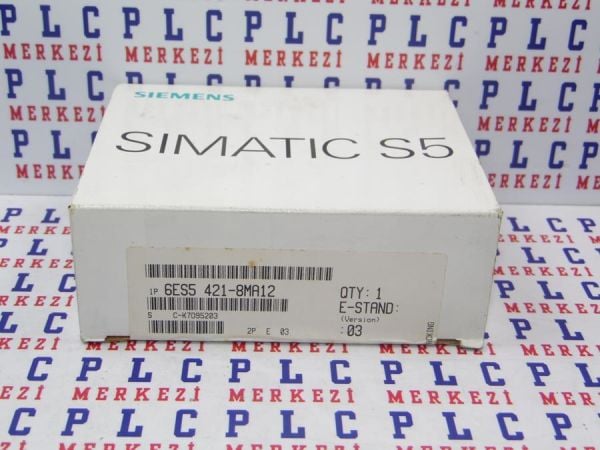 SIEMENS
SIMATIC S5
1P 6ES5 421-8MA12
QTY: 1
E-STAND:
(Version)
:03
S C-K7095203
2P E 03
PLC MERKEZİ